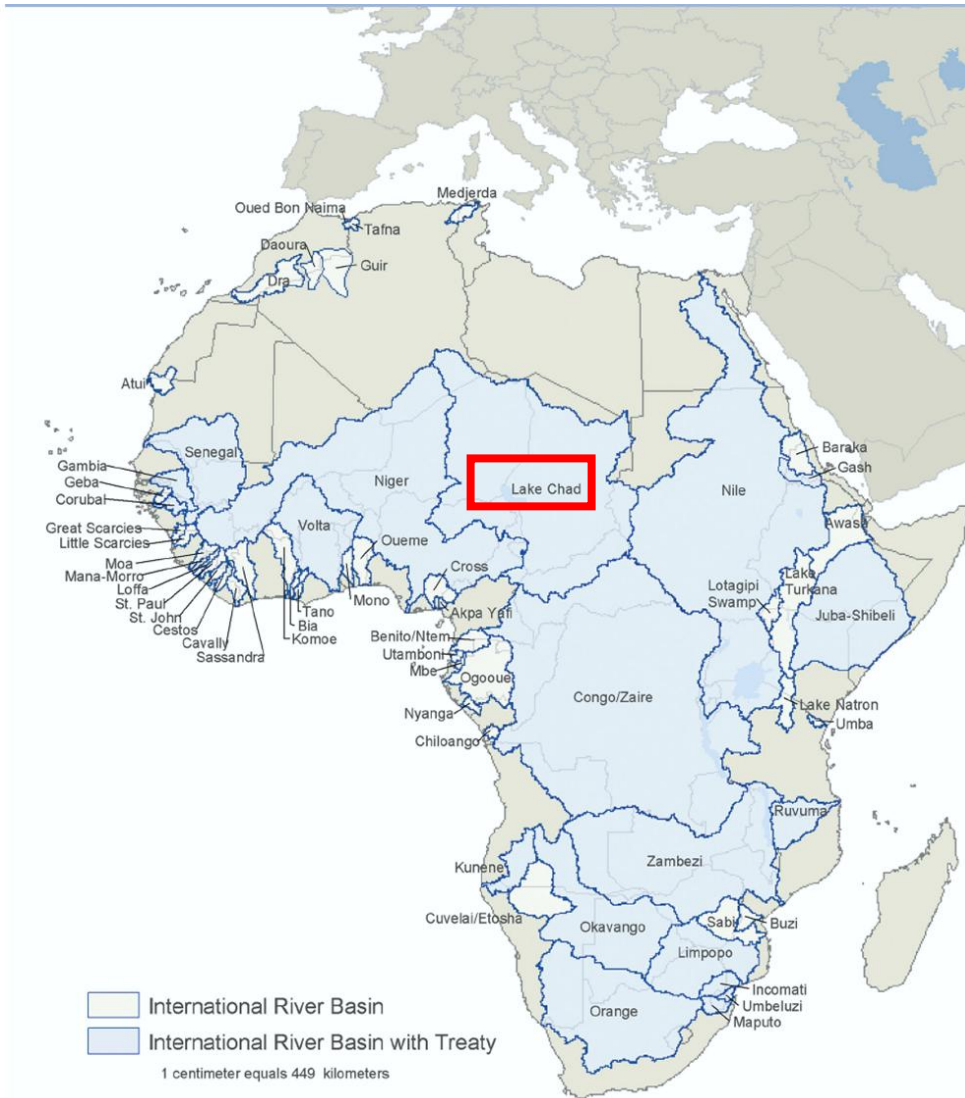 Medjerda
Oued Bon Naima
Tafna
Daoura
Guir
Dra
Atui
Baraka
Senegal
Gash
Gambia
Niger
Lake Chad
Nile
Geba
Coruba
Volta
Awasa
Great Scarcies
Oueme
Little Scarcies
Moa
Cross
Lake
Turkana
Mana-Morro
Lotagipi
Swamp
Loffa
Mono
St. Paul
Tano
Akpa Yafi
Juba-Shibeli
St. John
Bia
Cestos
Komoe
Benito/Ntem
Cavally
Utamboni
Sassandra
Mbe
Ogooue
Congo/Zaire
Lake Natron
Nyanga
Umba
Chiloango
Ruvuma
Zambezi
Kunene
Cuvelai/Etosha
Sabi
Buzi
Okavango
Limpopo
Incomati
International River Basin
Umbeluzi
Orange
Maputo
International River Basin with Treaty
1 centimeter equals 449 kilometers